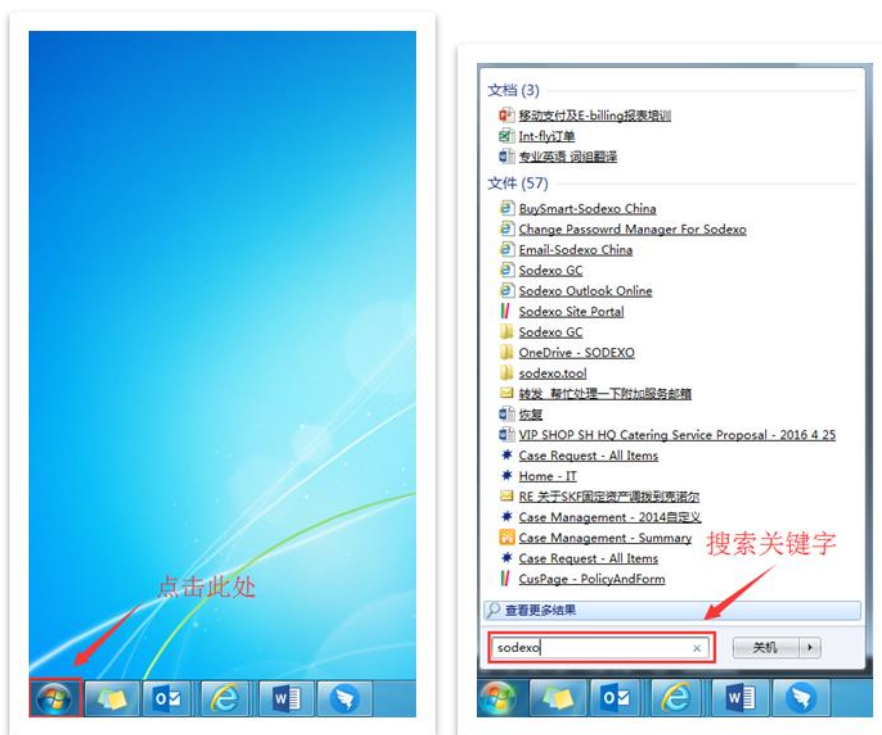 点击此处
文档 (3)
移动支付及E-billing报表培训
Int-fly订单
专业英语 词组翻译
文件 (57)
BuySmart-Sodexo China
Change Passowrd Manager For Sodexo
Email-Sodexo China
Sodexo GC
Sodexo Outlook Online
Sodexo Site Portal
Sodexo GC
OneDrive - SODEXO
sodexo.tool
转发 帮忙处理一下附加服务邮箱
恢复
VIP SHOP SH HQ Catering Service Proposal - 2016 4 25
Case Request - All Items
Home - IT
RE 关于SKF固定资产调拨到克诺尔
Case Management - 2014自定义
Case Management - Summary
Case Request - All Items
CusPage - PolicyAndForm
搜索关键字
查看更多结果
sodexo
关机